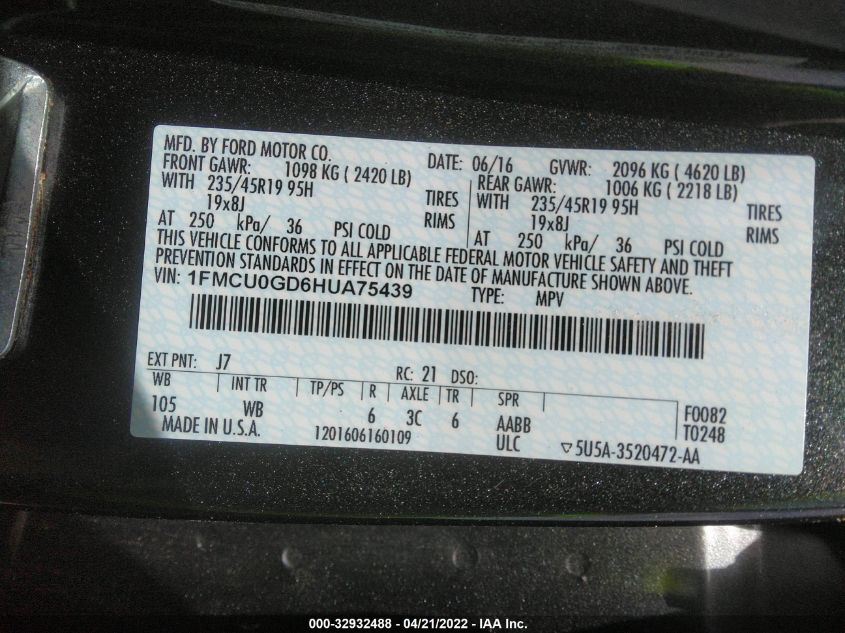 MFD. BY FORD MOTOR CO.
DATE: 06/16 GVWR: 2096 KG ( 4620 LB)
FRONT GAWR: 1098 KG ( 2420 LB) REAR GAWR: 1006 KG ( 2218 LB)
WITH 235/45R19 95H TIRES WITH 235/45R19 95H TIRES
19x8J RIMS 19x8J RIMS
AT 250 kPa/ 36 PSI COLD AT 250 kPa/ 36 PSI COLD
THIS VEHICLE CONFORMS TO ALL APPLICABLE FEDERAL MOTOR VEHICLE SAFETY AND THEFT
PREVENTION STANDARDS IN EFFECT ON THE DATE OF MANUFACTURE SHOWN ABOVE.
VIN: 1FMCU0GD6HUA75439 TYPE: MPV
EXT PNT: J7 RC: 21 DSO:
WB INT TR TP/PS R AXLE TR SPR
105 WB 6 3C 6 AABB F0082
MADE IN U.S.A. 1201606160109 ULC T0248
▽5U5A-3520472-AA
000-32932488 - 04/21/2022 - IAA Inc.